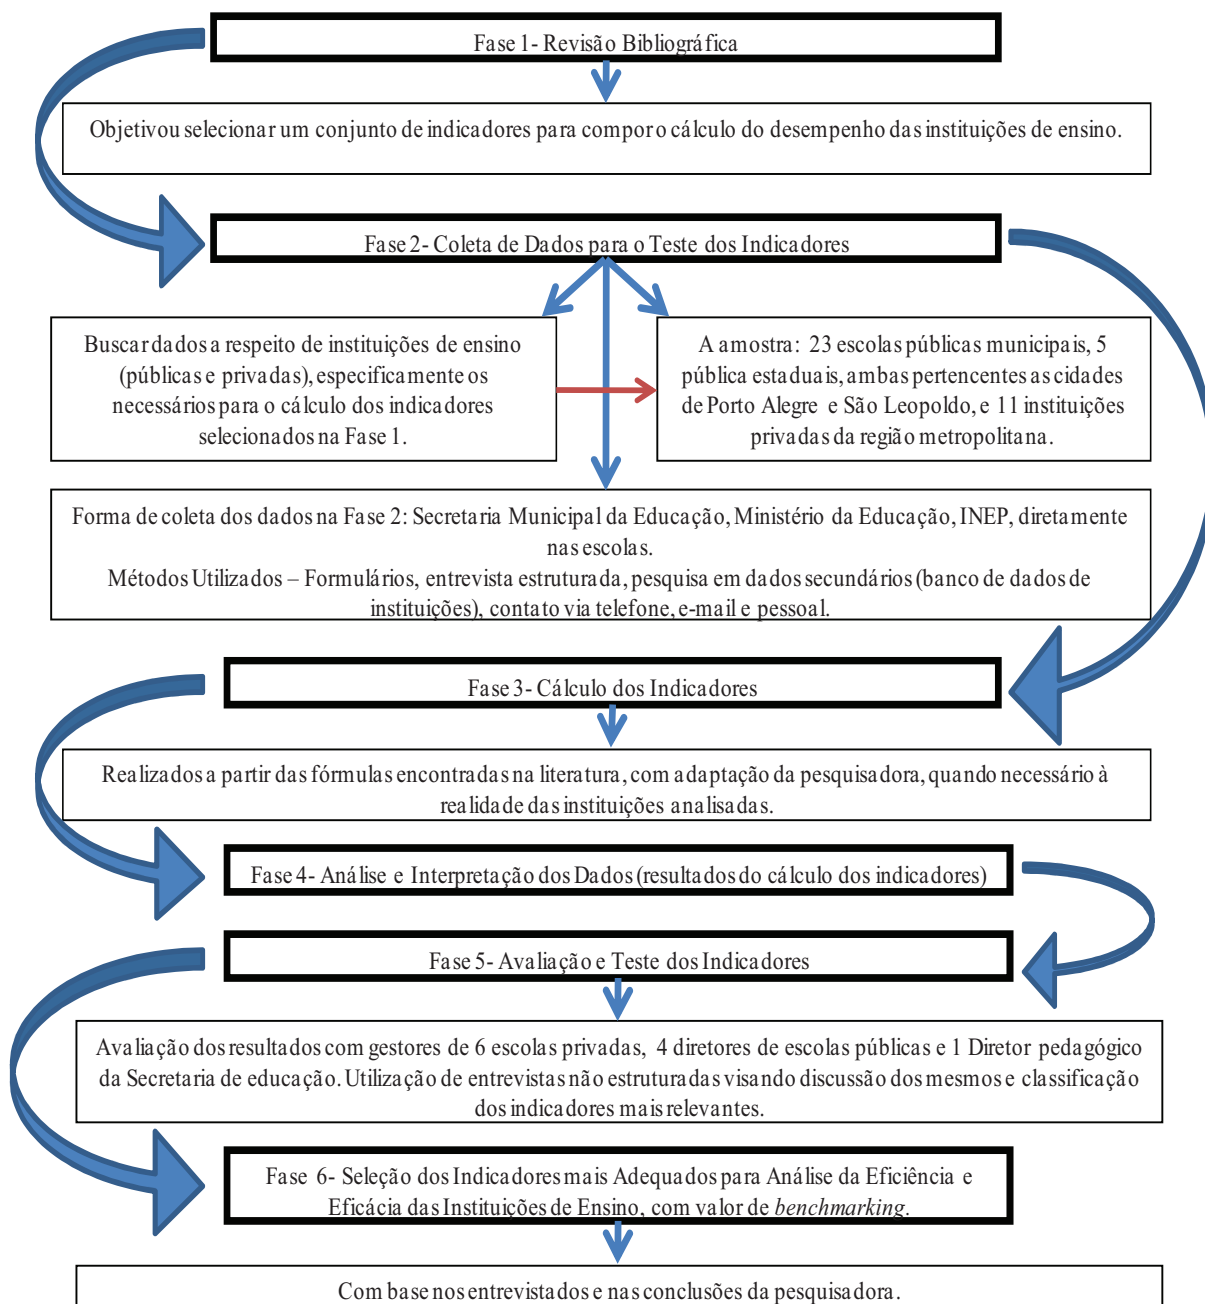 Fase 1- Revisão Bibliográfica
Objetivou selecionar um conjunto de indicadores para compor o cálculo do desempenho das instituições de ensino.
Fase 2- Coleta de Dados para o Teste dos Indicadores
Buscar dados a respeito de instituições de ensino
(públicas e privadas), especificamente os
necessários para o cálculo dos indicadores
selecionados na Fase 1.
A amostra: 23 escolas públicas municipais, 5
pública estaduais, ambas pertencentes as cidades
de Porto Alegre e São Leopoldo, e 11 instituições
privadas da região metropolitana.
Forma de coleta dos dados na Fase 2: Secretaria Municipal da Educação, Ministério da Educação, INEP, diretamente
nas escolas.
Métodos Utilizados – Formulários, entrevista estruturada, pesquisa em dados secundários (banco de dados de
instituições), contato via telefone, e-mail e pessoal.
Fase 3- Cálculo dos Indicadores
Realizados a partir das fórmulas encontradas na literatura, com adaptação da pesquisadora, quando necessário à
realidade das instituições analisadas.
Fase 4- Análise e Interpretação dos Dados (resultados do cálculo dos indicadores)
Fase 5- Avaliação e Teste dos Indicadores
Avaliação dos resultados com gestores de 6 escolas privadas, 4 diretores de escolas públicas e 1 Diretor pedagógico
da Secretaria de educação. Utilização de entrevistas não estruturadas visando discussão dos mesmos e classificação
dos indicadores mais relevantes.
Fase 6- Seleção dos Indicadores mais Adequados para Análise da Eficiência e
Eficácia das Instituições de Ensino, com valor de benchmarking.
Com base nos entrevistados e nas conclusões da pesquisadora.